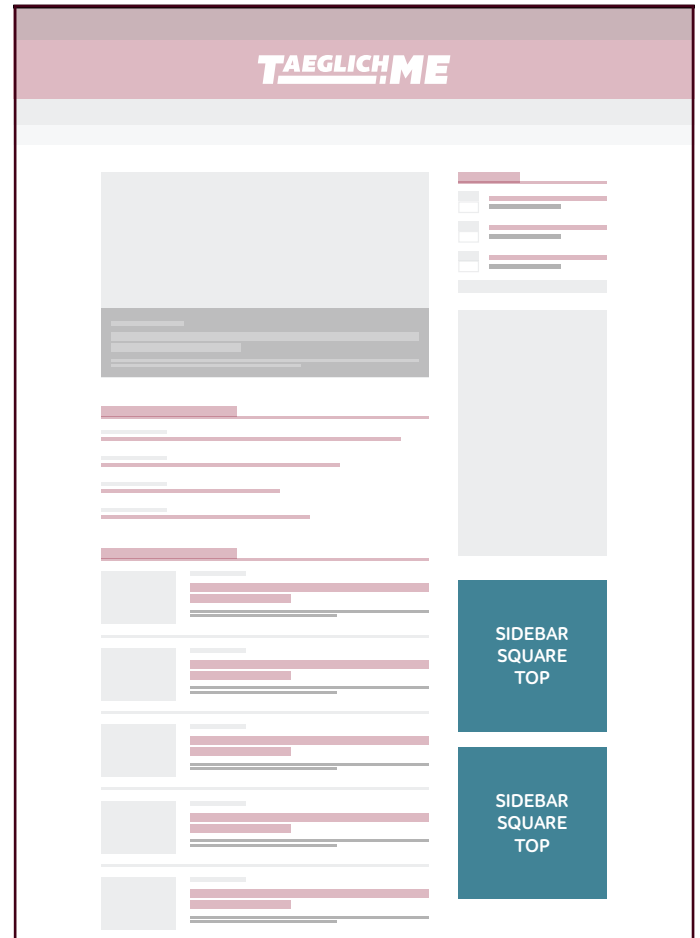 TAEGLICH.ME
SIDEBAR
SQUARE
TOP
SIDEBAR
SQUARE
TOP